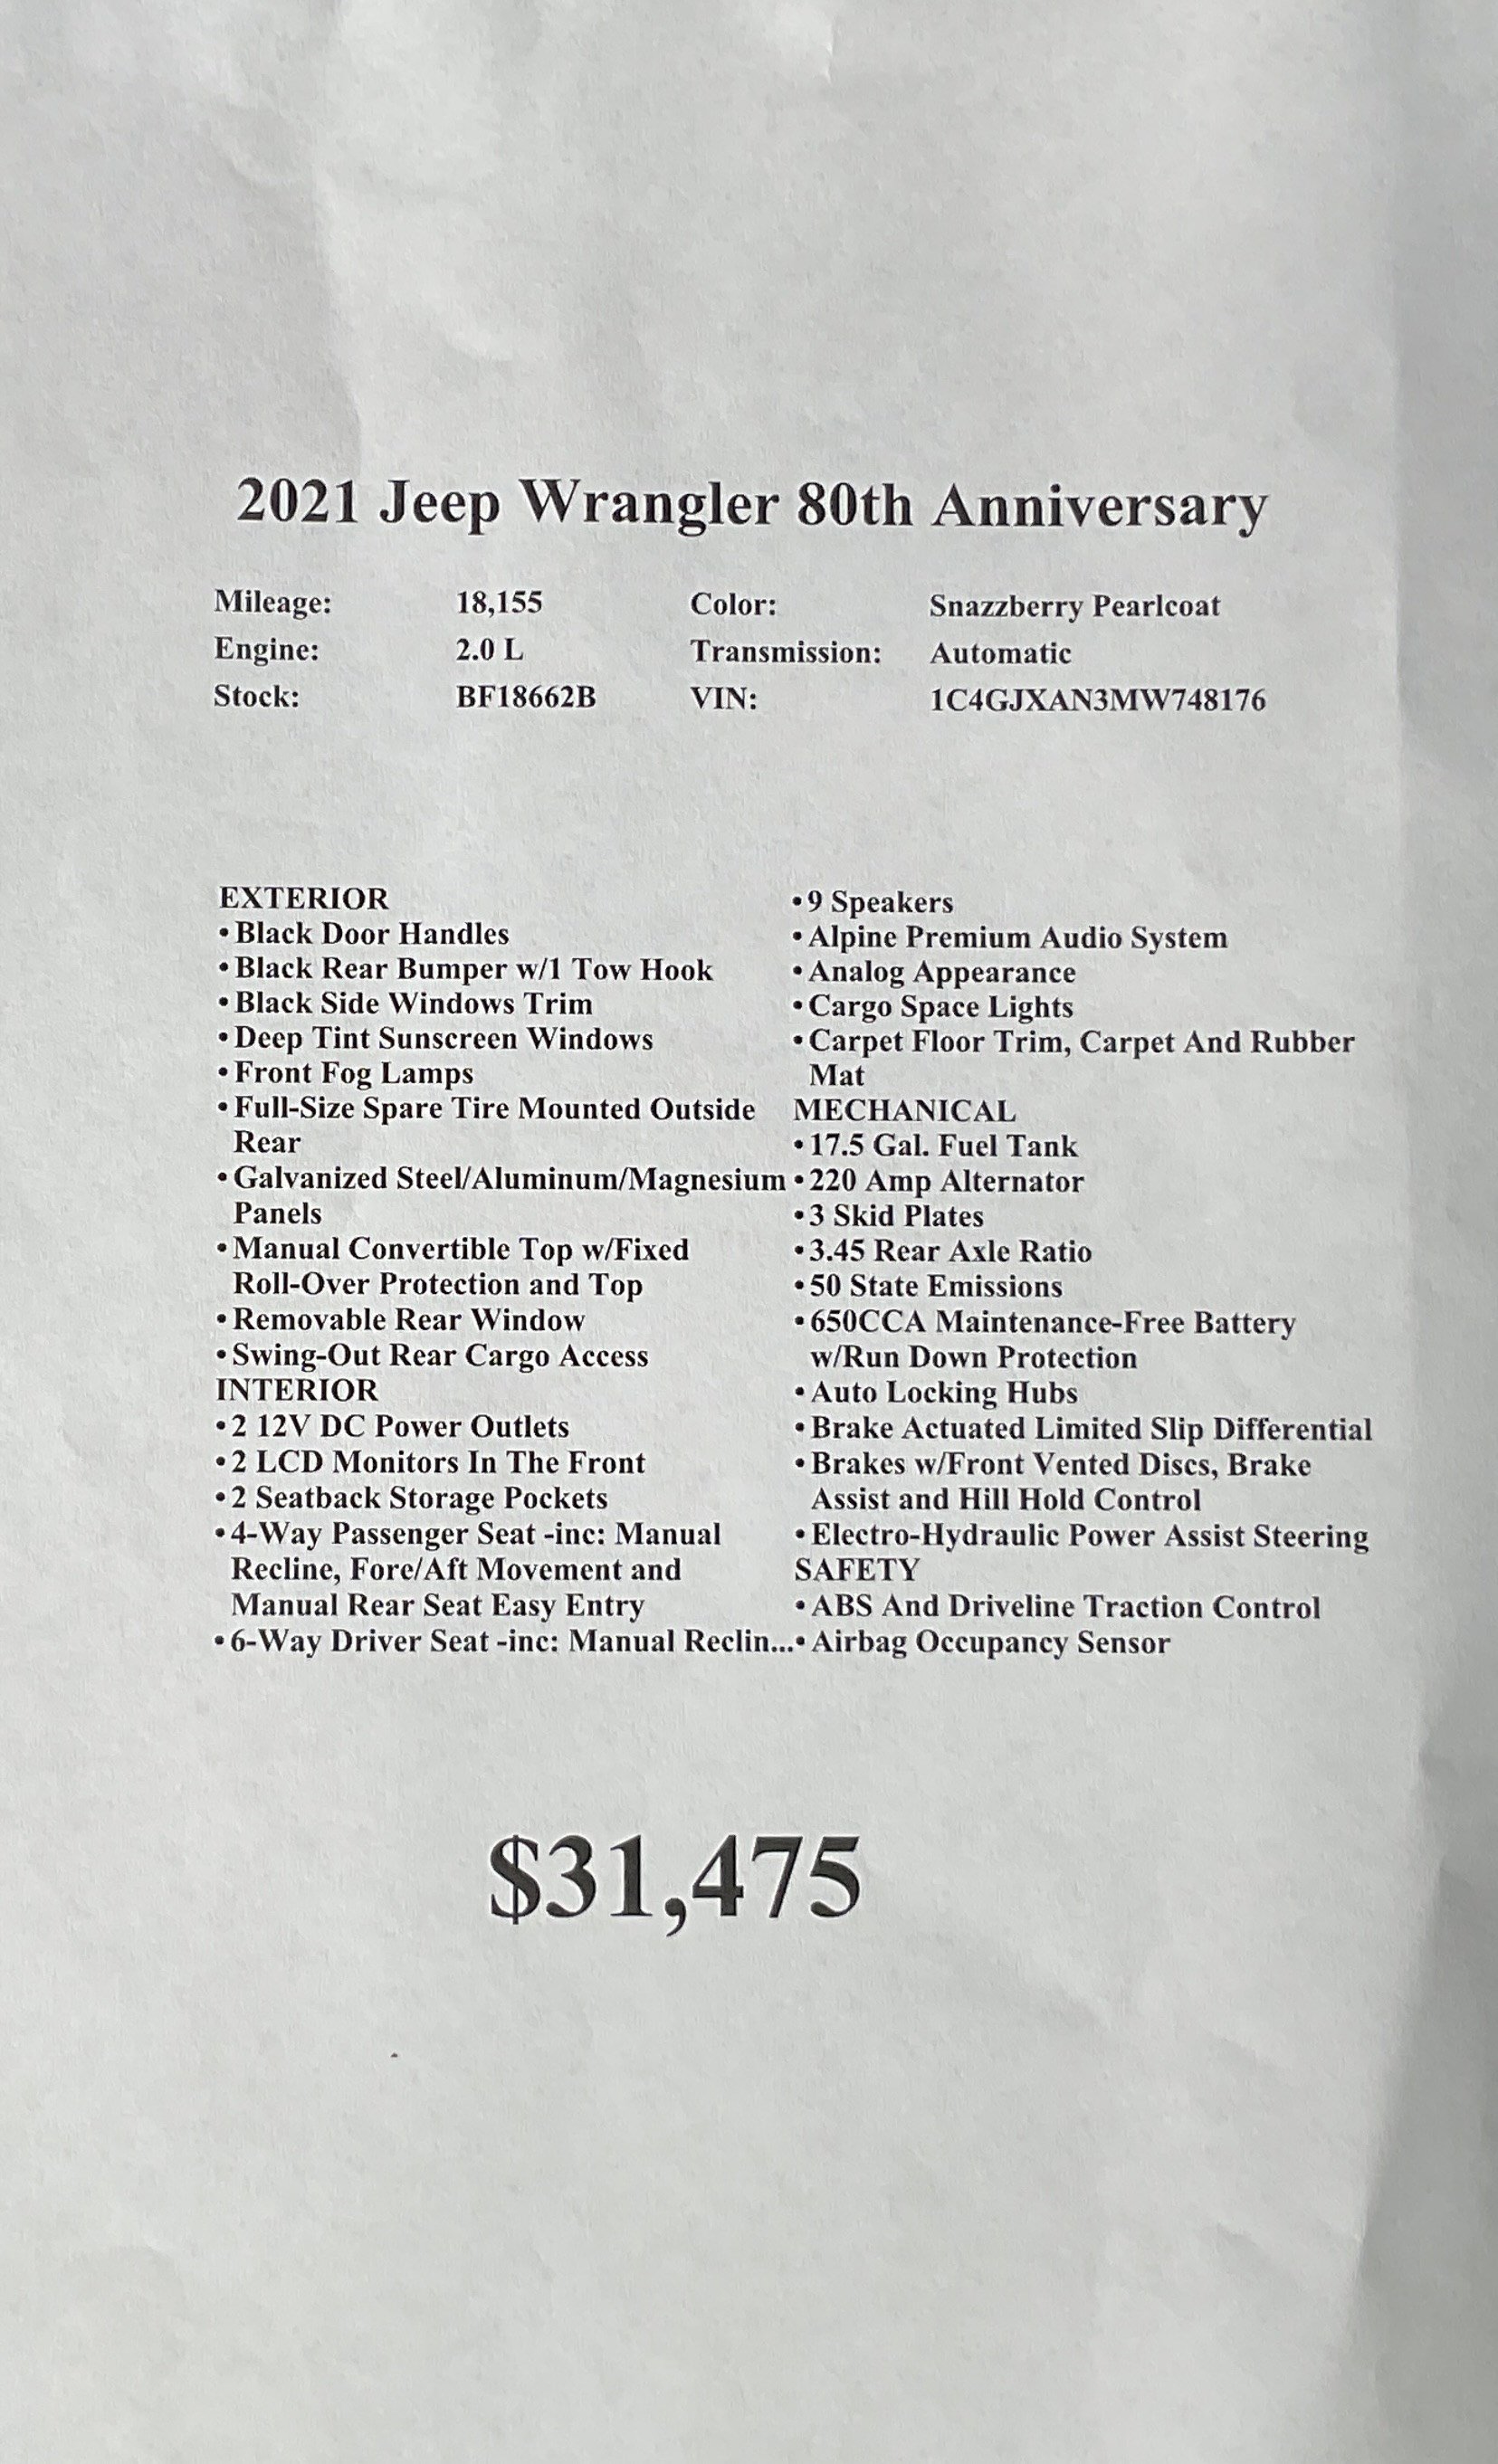 2021 Jeep Wrangler 80th Anniversary
Mileage: 18,155 Color: Snazzberry Pearlcoat
Engine: 2.0 L Transmission: Automatic
Stock: BF18662B VIN: 1C4GJXAN3MW748176
EXTERIOR
•Black Door Handles
•Black Rear Bumper w/1 Tow Hook
•Black Side Windows Trim
•Deep Tint Sunscreen Windows
•Front Fog Lamps
•Full-Size Spare Tire Mounted Outside
Rear
•Galvanized Steel/Aluminum/Magnesium
Panels
•Manual Convertible Top w/Fixed
Roll-Over Protection and Top
•Removable Rear Window
•Swing-Out Rear Cargo Access
INTERIOR
•2 12V DC Power Outlets
•2 LCD Monitors In The Front
•2 Seatback Storage Pockets
•4-Way Passenger Seat -inc: Manual
Recline, Fore/Aft Movement and
Manual Rear Seat Easy Entry
•6-Way Driver Seat -inc: Manual Reclin...
•9 Speakers
•Alpine Premium Audio System
•Analog Appearance
•Cargo Space Lights
•Carpet Floor Trim, Carpet And Rubber
Mat
MECHANICAL
•17.5 Gal. Fuel Tank
•220 Amp Alternator
•3 Skid Plates
•3.45 Rear Axle Ratio
•50 State Emissions
•650CCA Maintenance-Free Battery
w/Run Down Protection
•Auto Locking Hubs
•Brake Actuated Limited Slip Differential
•Brakes w/Front Vented Discs, Brake
Assist and Hill Hold Control
•Electro-Hydraulic Power Assist Steering
SAFETY
•ABS And Driveline Traction Control
•Airbag Occupancy Sensor
$31,475